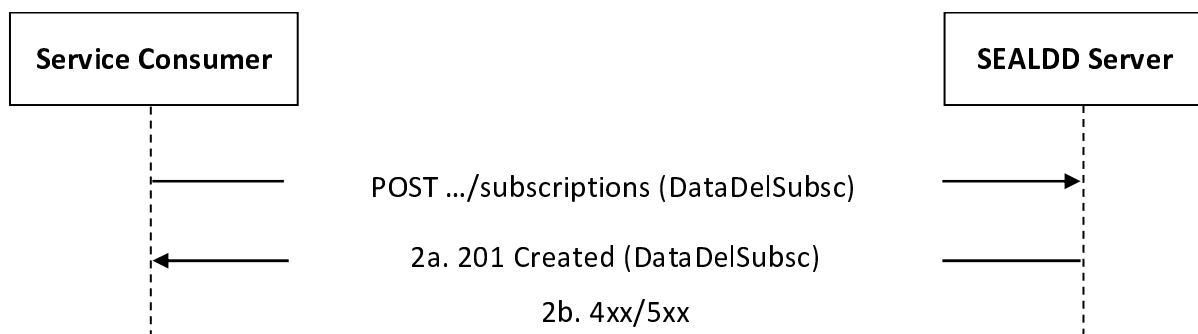 Service Consumer
SEALDD Server
POST …/subscriptions (DataDelSubsc)
2a. 201 Created (DataDelSubsc)
2b. 4xx/5xx